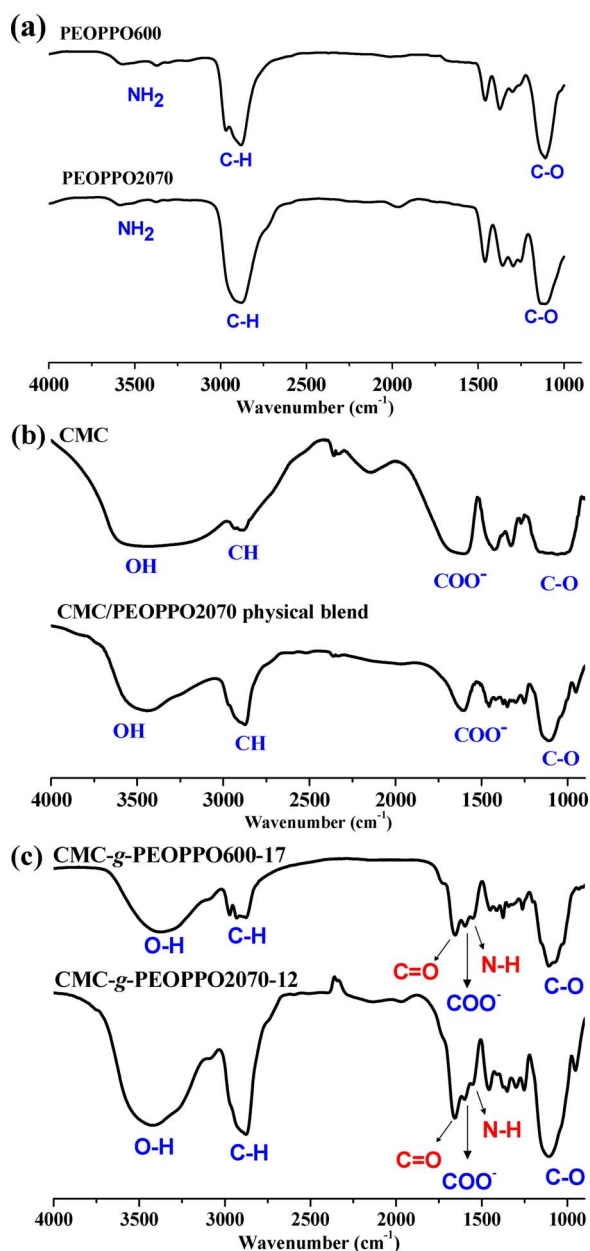 (a)
PEOPPO600
NH₂
C-H
C-O
PEOPPO2070
NH₂
C-H
C-O
4000 3500 3000 2500 2000 1500 1000
Wavenumber (cm⁻¹)
(b)
CMC
OH
CH
COO⁻
C-O
CMC/PEOPPO2070 physical blend
OH
CH
COO⁻
C-O
4000 3500 3000 2500 2000 1500 1000
Wavenumber (cm⁻¹)
(c)
CMC-g-PEOPPO600-17
O-H
C-H
C=O
COO⁻
N-H
C-O
CMC-g-PEOPPO2070-12
O-H
C-H
C=O
COO⁻
N-H
C-O
4000 3500 3000 2500 2000 1500 1000
Wavenumber (cm⁻¹)